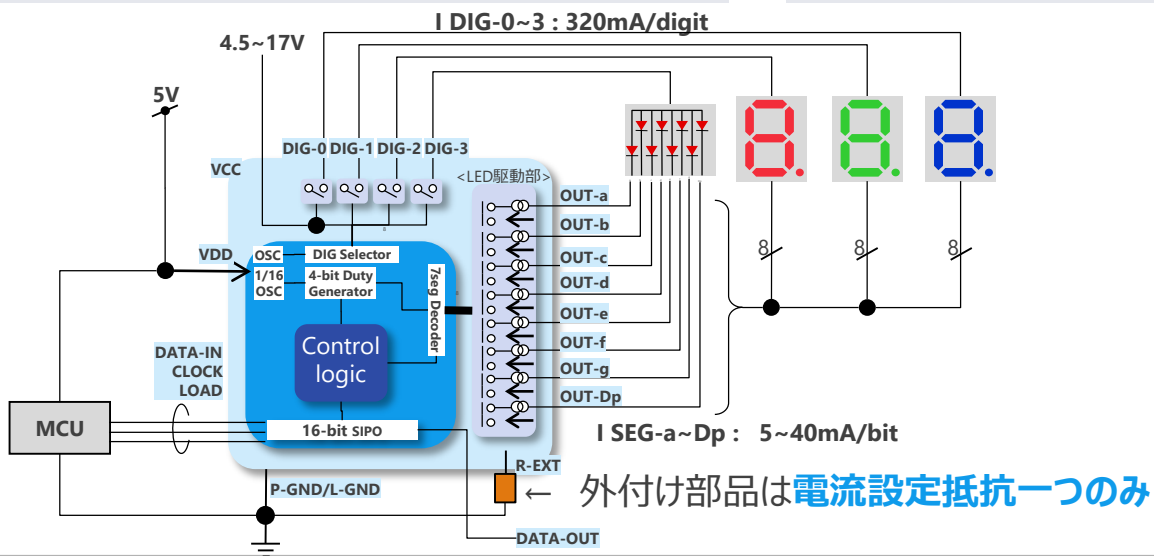 I DIG-0~3 : 320mA/digit
4.5~17V
5V
DIG-0 DIG-1 DIG-2 DIG-3
VCC
<LED駆動部>
OUT-a
OUT-b
OUT-c
OUT-d
OUT-e
OUT-f
OUT-g
OUT-Dp
8
8
8
VDD
OSC
DIG Selector
1/16
OSC
4-bit Duty
Generator
7seg Decoder
Control
logic
DATA-IN
CLOCK
LOAD
MCU
16-bit SIPO
I SEG-a~Dp : 5~40mA/bit
R-EXT
← 外付け部品は電流設定抵抗一つのみ
P-GND/L-GND
DATA-OUT